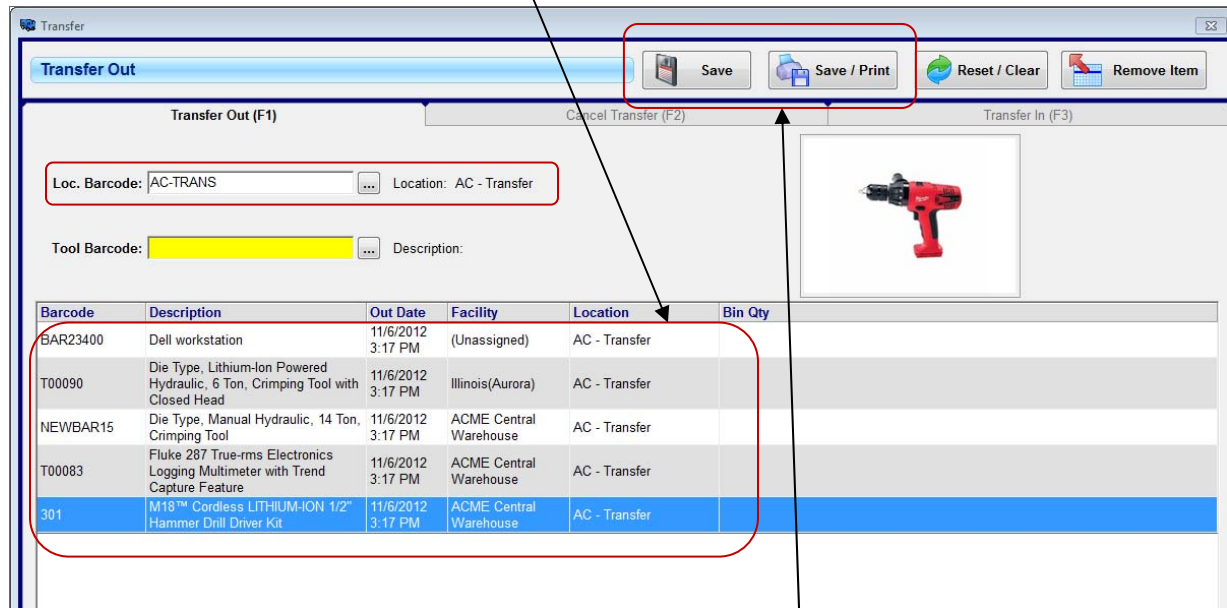 Transfer
Transfer Out
Save
Save / Print
Reset / Clear
Remove Item
Transfer Out (F1)
Cancel Transfer (F2)
Transfer In (F3)
Loc. Barcode: AC-TRANS ... Location: AC - Transfer
Tool Barcode: ... Description:
Barcode Description Out Date Facility Location Bin Qty
BAR23400 Dell workstation 11/6/2012 3:17 PM (Unassigned) AC - Transfer
T00090 Die Type, Lithium-Ion Powered
Hydraulic, 6 Ton, Crimping Tool with
Closed Head
11/6/2012
3:17 PM
Illinois(Aurora)
AC - Transfer
NEWBAR15
Die Type, Manual Hydraulic, 14 Ton,
Crimping Tool
11/6/2012
3:17 PM
ACME Central
Warehouse
AC - Transfer
T00083
Fluke 287 True-rms Electronics
Logging Multimeter with Trend
Capture Feature
11/6/2012
3:17 PM
ACME Central
Warehouse
AC - Transfer
301
M18™ Cordless LITHIUM-ION 1/2"
Hammer Drill Driver Kit
11/6/2012
3:17 PM
ACME Central
Warehouse
AC - Transfer